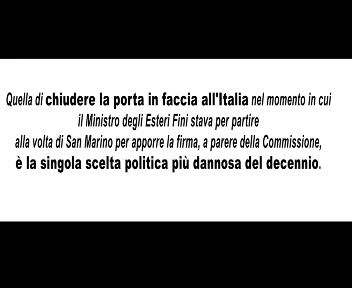 Quella di chiudere la porta in faccia all'Italia nel momento in cui
il Ministro degli Esteri Fini stava per partire
alla volta di San Marino per apporre la firma, a parere della Commissione,
è la singola scelta politica più dannosa del decennio.